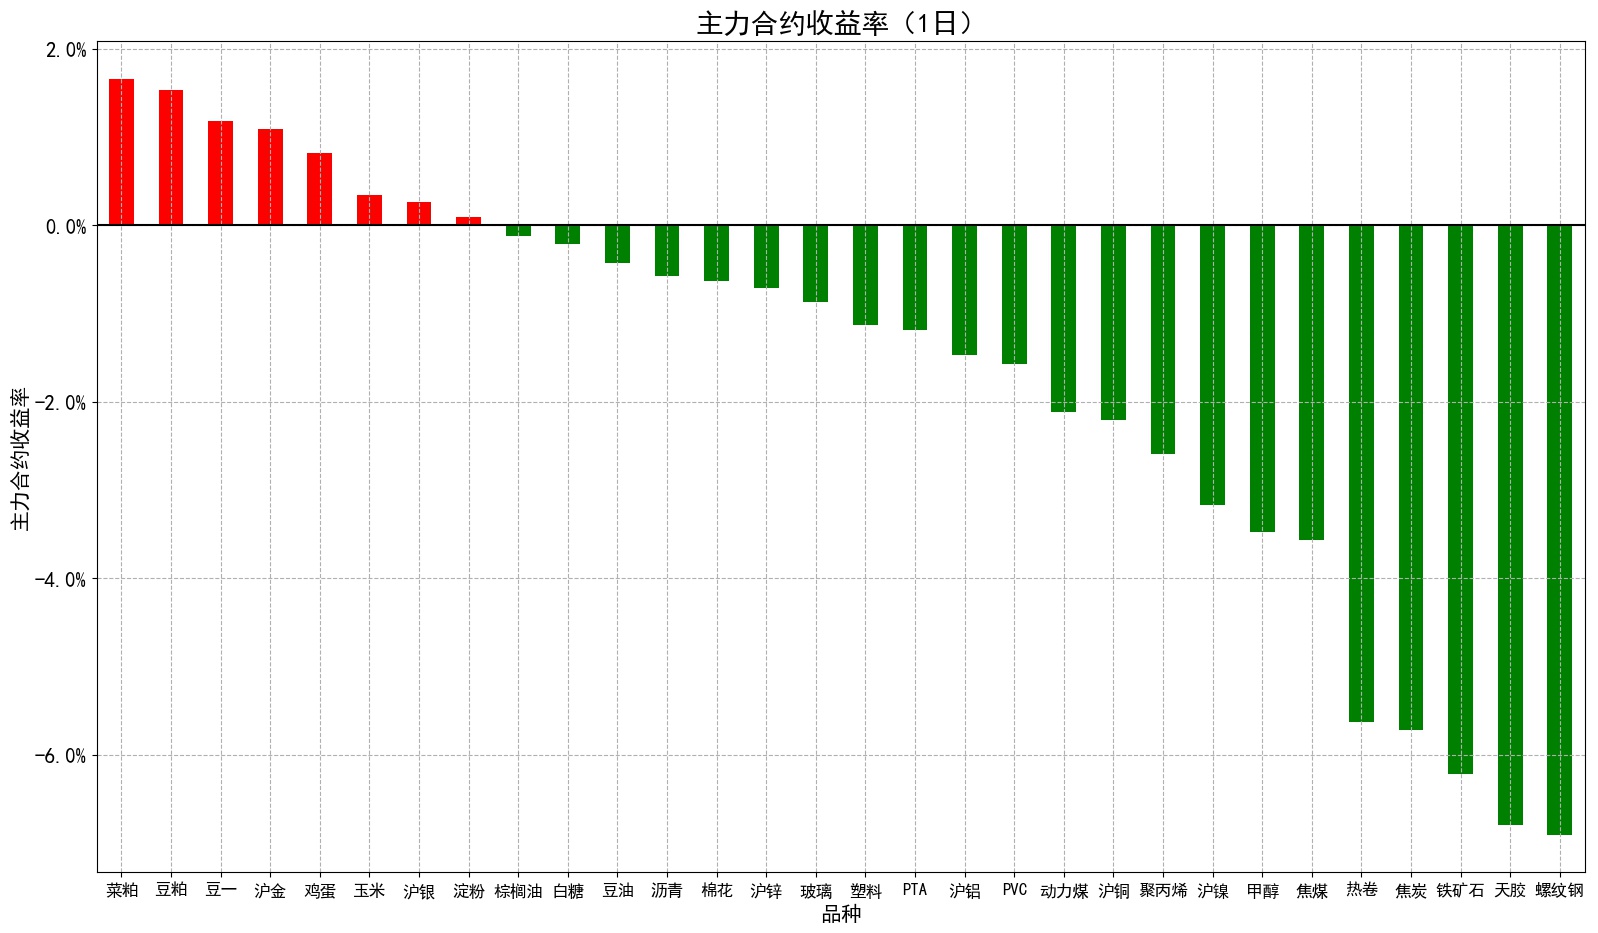 主力合约收益率（1日）
2.0%
0.0%
−2.0%
−4.0%
−6.0%
主力合约收益率
菜粕 豆粕 豆一 沪金 鸡蛋 玉米 沪银 淀粉 棕榈油 白糖 豆油 沥青 棉花 沪锌 玻璃 塑料 PTA 沪铝 PVC 动力煤 沪铜 聚丙烯 沪镍 甲醇 焦煤 热卷 焦炭 铁矿石 天胶 螺纹钢
品种